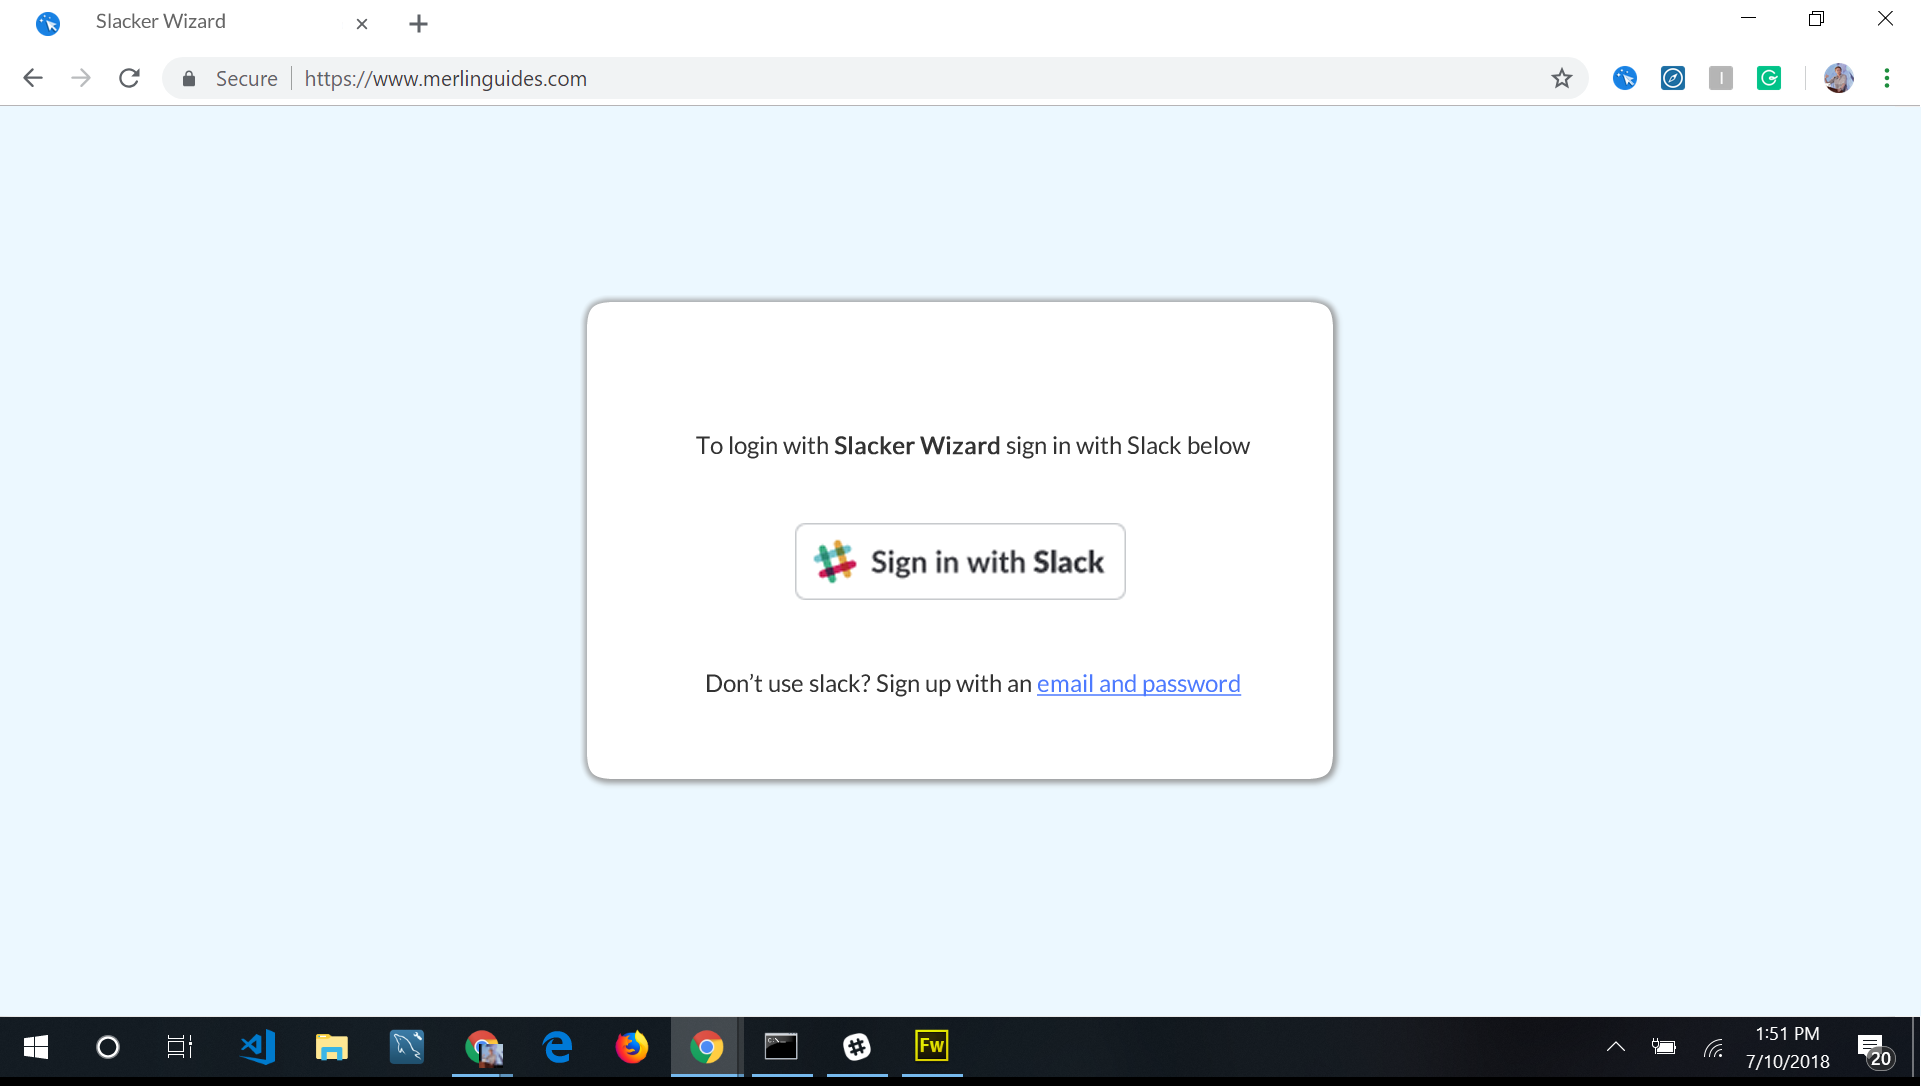 Slacker Wizard
Secure
https://www.merlinguides.com
To login with Slacker Wizard sign in with Slack below
Sign in with Slack
Don’t use slack? Sign up with an email and password
Fw
1:51 PM
7/10/2018
20